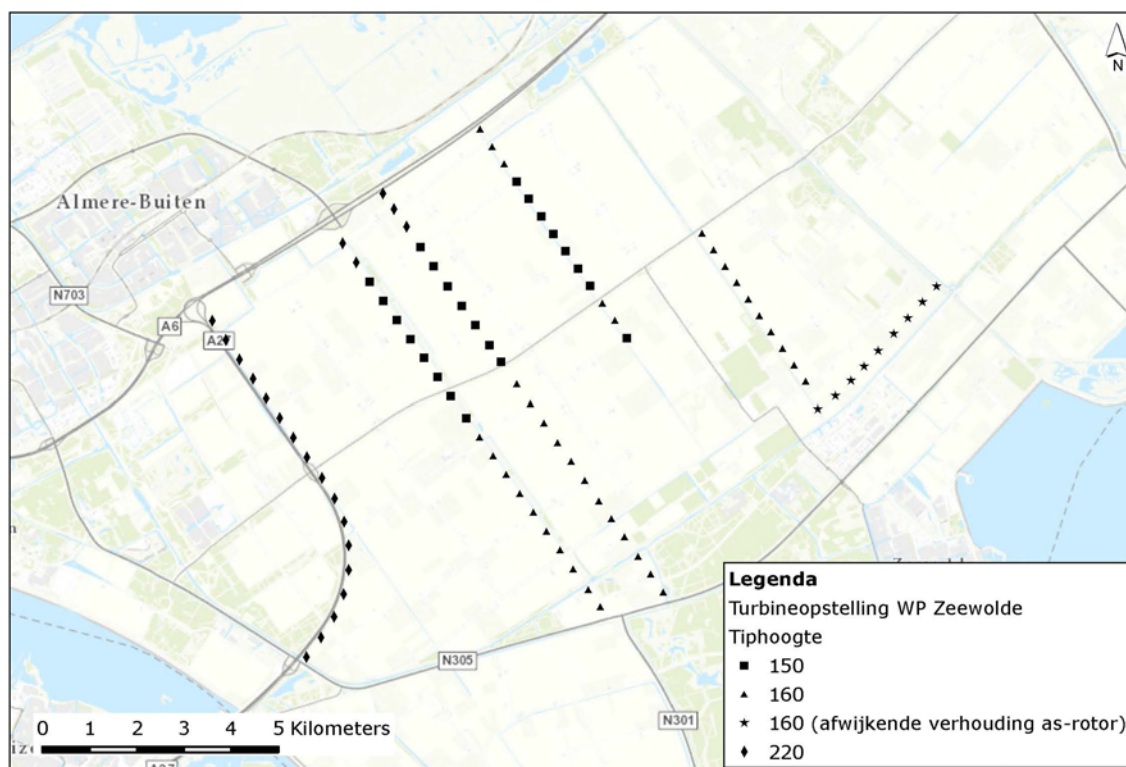 N
Almere-Buiten
N703
A6
N305
N301
Legenda
Turbineopstelling WP Zeewolde
Tiphoogte
150
160
160 (afwijkende verhouding as-rotor)
220
0 1 2 3 4 5 Kilometers